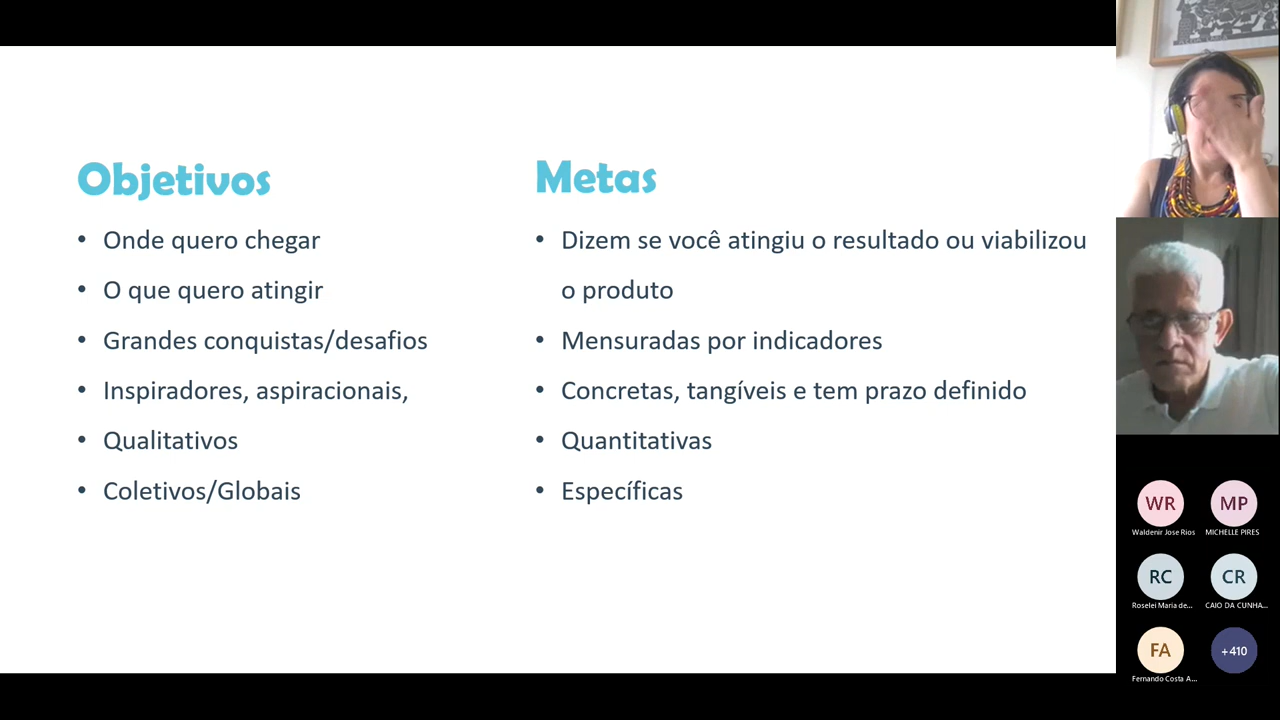 Objetivos
• Onde quero chegar
• O que quero atingir
• Grandes conquistas/desafios
• Inspiradores, aspiracionais,
• Qualitativos
• Coletivos/Globais
Metas
• Dizem se você atingiu o resultado ou viabilizou
o produto
• Mensuradas por indicadores
• Concretas, tangíveis e tem prazo definido
• Quantitativas
• Específicas
WR
Waldenir Jose Rios
MP
MICHELLE PIRES
RC
Roselei Maria de...
CR
CAIO DA CUNHA...
FA
Fernando Costa A...
+410